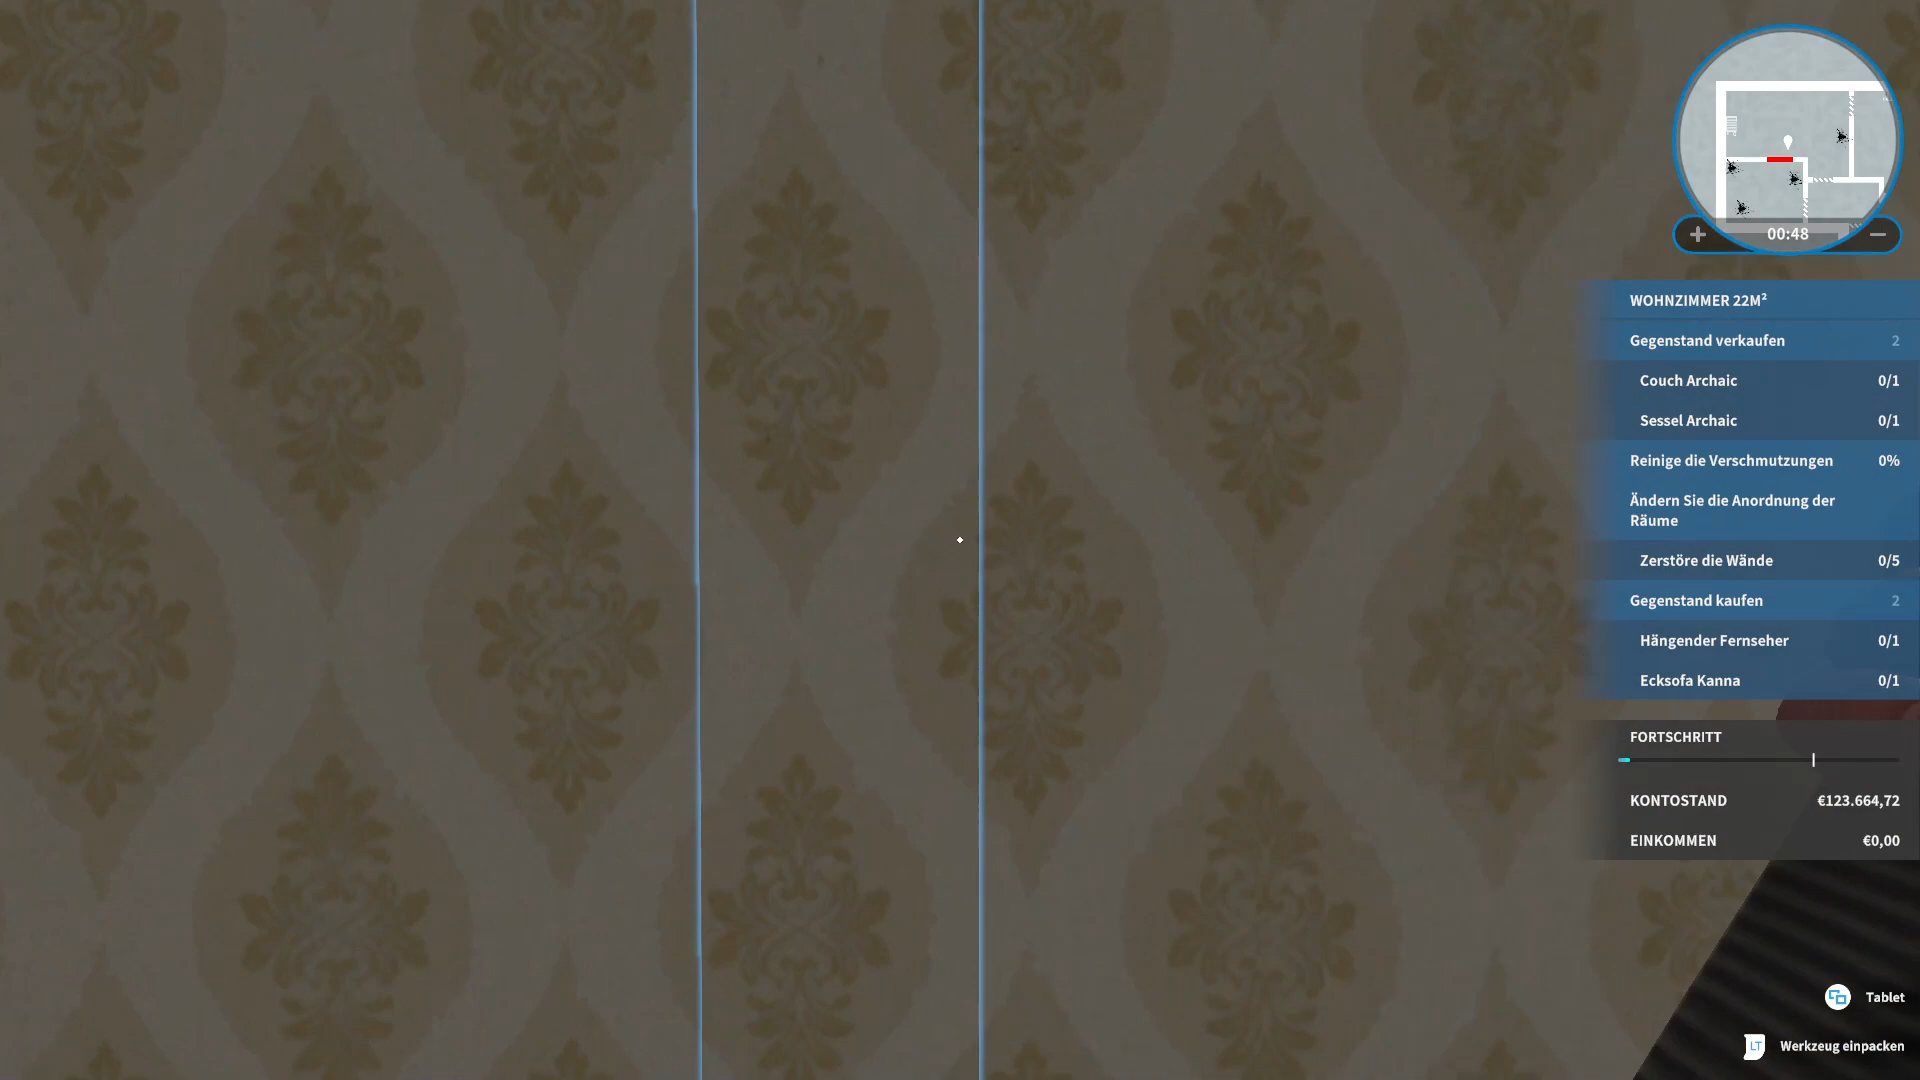 00:48
WOHNZIMMER 22M²
Gegenstand verkaufen 2
Couch Archaic 0/1
Sessel Archaic 0/1
Reinige die Verschmutzungen 0%
Ändern Sie die Anordnung der
Räume
Zerstöre die Wände 0/5
Gegenstand kaufen 2
Hängender Fernseher 0/1
Ecksofa Kanna 0/1
FORTSCHRITT
KONTOSTAND €123.664,72
EINKOMMEN €0,00
Tablet
LT Werkzeug einpacken